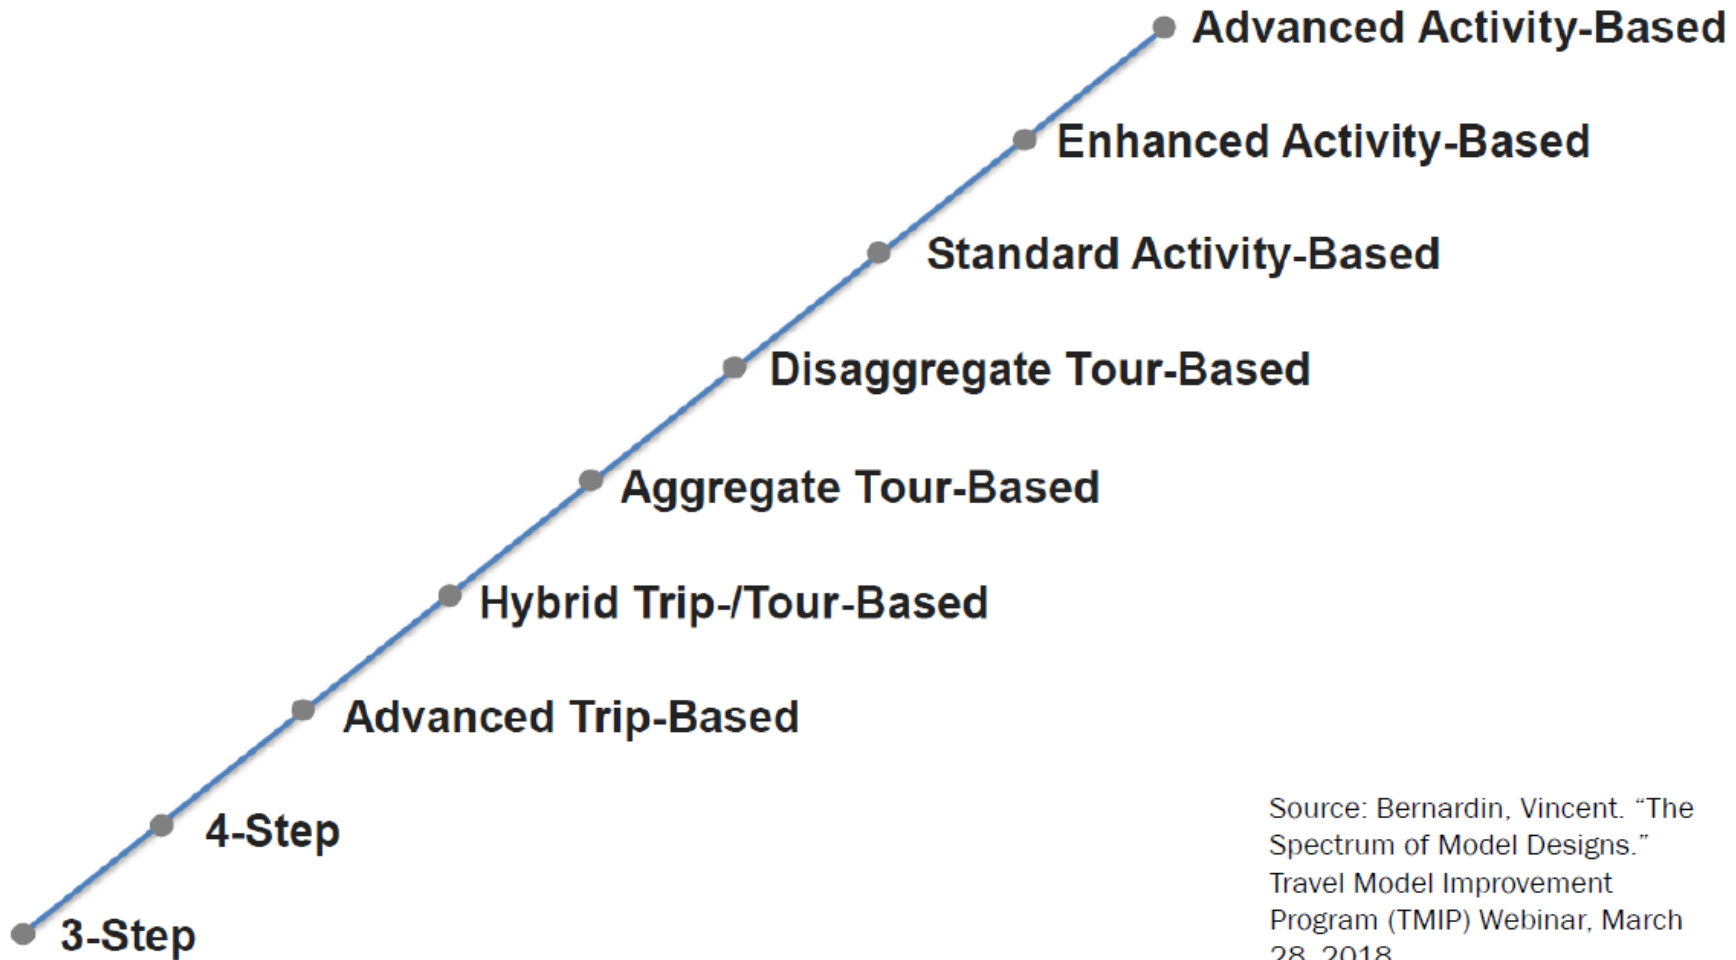 Advanced Activity-Based
Enhanced Activity-Based
Standard Activity-Based
Disaggregate Tour-Based
Aggregate Tour-Based
Hybrid Trip-/Tour-Based
Advanced Trip-Based
4-Step
3-Step
Source: Bernardin, Vincent. “The
Spectrum of Model Designs.”
Travel Model Improvement
Program (TMIP) Webinar, March
28, 2018